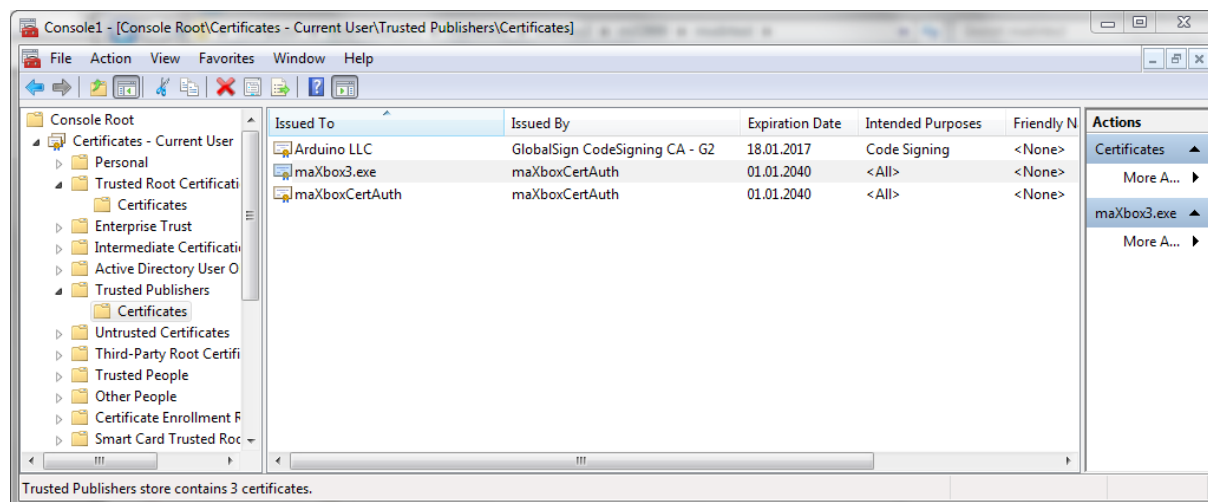 Console1 - [Console Root\Certificates - Current User\Trusted Publishers\Certificates]
File Action View Favorites Window Help
Console Root
Certificates - Current User
Personal
Trusted Root Certificati
Certificates
Enterprise Trust
Intermediate Certificati
Active Directory User O
Trusted Publishers
Certificates
Untrusted Certificates
Third-Party Root Certifi
Trusted People
Other People
Certificate Enrollment R
Smart Card Trusted Roc
Issued To Issued By Expiration Date Intended Purposes Friendly N
Arduino LLC GlobalSign CodeSigning CA - G2 18.01.2017 Code Signing <None>
maXbox3.exe maXboxCertAuth 01.01.2040 <All> <None>
maXboxCertAuth maXboxCertAuth 01.01.2040 <All> <None>
Actions
Certificates
More A...
maXbox3.exe
More A...
Trusted Publishers store contains 3 certificates.